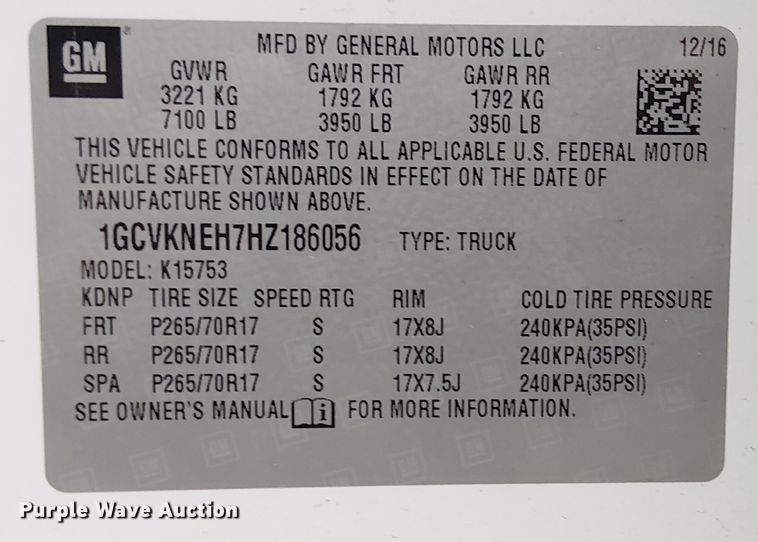 GM
MFD BY GENERAL MOTORS LLC 12/16
GVWR GAWR FRT GAWR RR
3221 KG 1792 KG 1792 KG
7100 LB 3950 LB 3950 LB
THIS VEHICLE CONFORMS TO ALL APPLICABLE U.S. FEDERAL MOTOR
VEHICLE SAFETY STANDARDS IN EFFECT ON THE DATE OF
MANUFACTURE SHOWN ABOVE.
1GCVKNEH7HZ186056 TYPE: TRUCK
MODEL: K15753
KDNP TIRE SIZE SPEED RTG RIM COLD TIRE PRESSURE
FRT P265/70R17 S 17X8J 240KPA(35PSI)
RR P265/70R17 S 17X8J 240KPA(35PSI)
SPA P265/70R17 S 17X7.5J 240KPA(35PSI)
SEE OWNER'S MANUAL i FOR MORE INFORMATION.
Purple Wave Auction